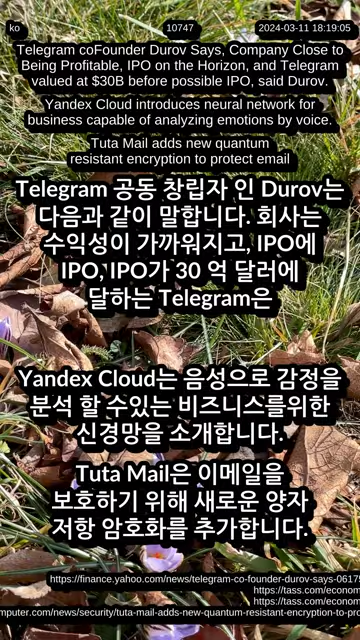 ko
10747
2024-03-11 18:19:05
Telegram coFounder Durov Says, Company Close to
Being Profitable, IPO on the Horizon, and Telegram
valued at $30B before possible IPO, said Durov.
Yandex Cloud introduces neural network for
business capable of analyzing emotions by voice.
Tuta Mail adds new quantum
resistant encryption to protect email
Telegram 공동 창립자 인 Durov는
다음과 같이 말합니다. 회사는
수익성이 가까워지고, IPO에
IPO, IPO가 30 억 달러에
달하는 Telegram은
Yandex Cloud는 음성으로 감정을
분석 할 수있는 비즈니스를위한
신경망을 소개합니다.
Tuta Mail은 이메일을
보호하기 위해 새로운 양자
저항 암호화를 추가합니다.
https://finance.yahoo.com/news/telegram-co-founder-durov-says-0617
https://tass.com/econom
https://tass.com/econom
mputer.com/news/security/tuta-mail-adds-new-quantum-resistant-encryption-to-pro